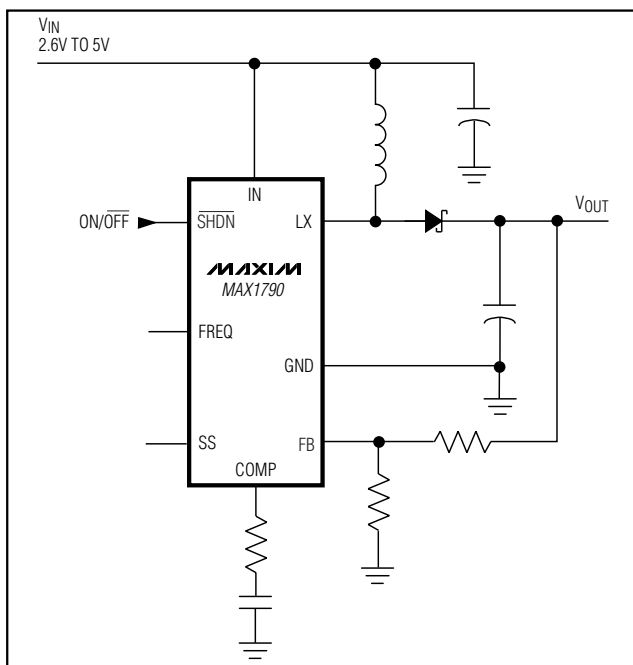 VIN
2.6V TO 5V
IN
ON/OFF
SHDN
LX
VOUT
MAXIM
MAX1790
FREQ
GND
SS
FB
COMP